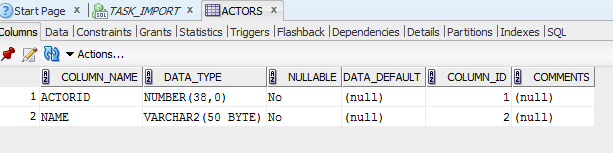 Start Page x TASK_IMPORT x ACTORS x
Columns Data Constraints Grants Statistics Triggers Flashback Dependencies Details Partitions Indexes SQL
Actions...
COLUMN_NAME DATA_TYPE NULLABLE DATA_DEFAULT COLUMN_ID COMMENTS
1 ACTORID NUMBER(38,0) No (null) 1 (null)
2 NAME VARCHAR2(50 BYTE) No (null) 2 (null)